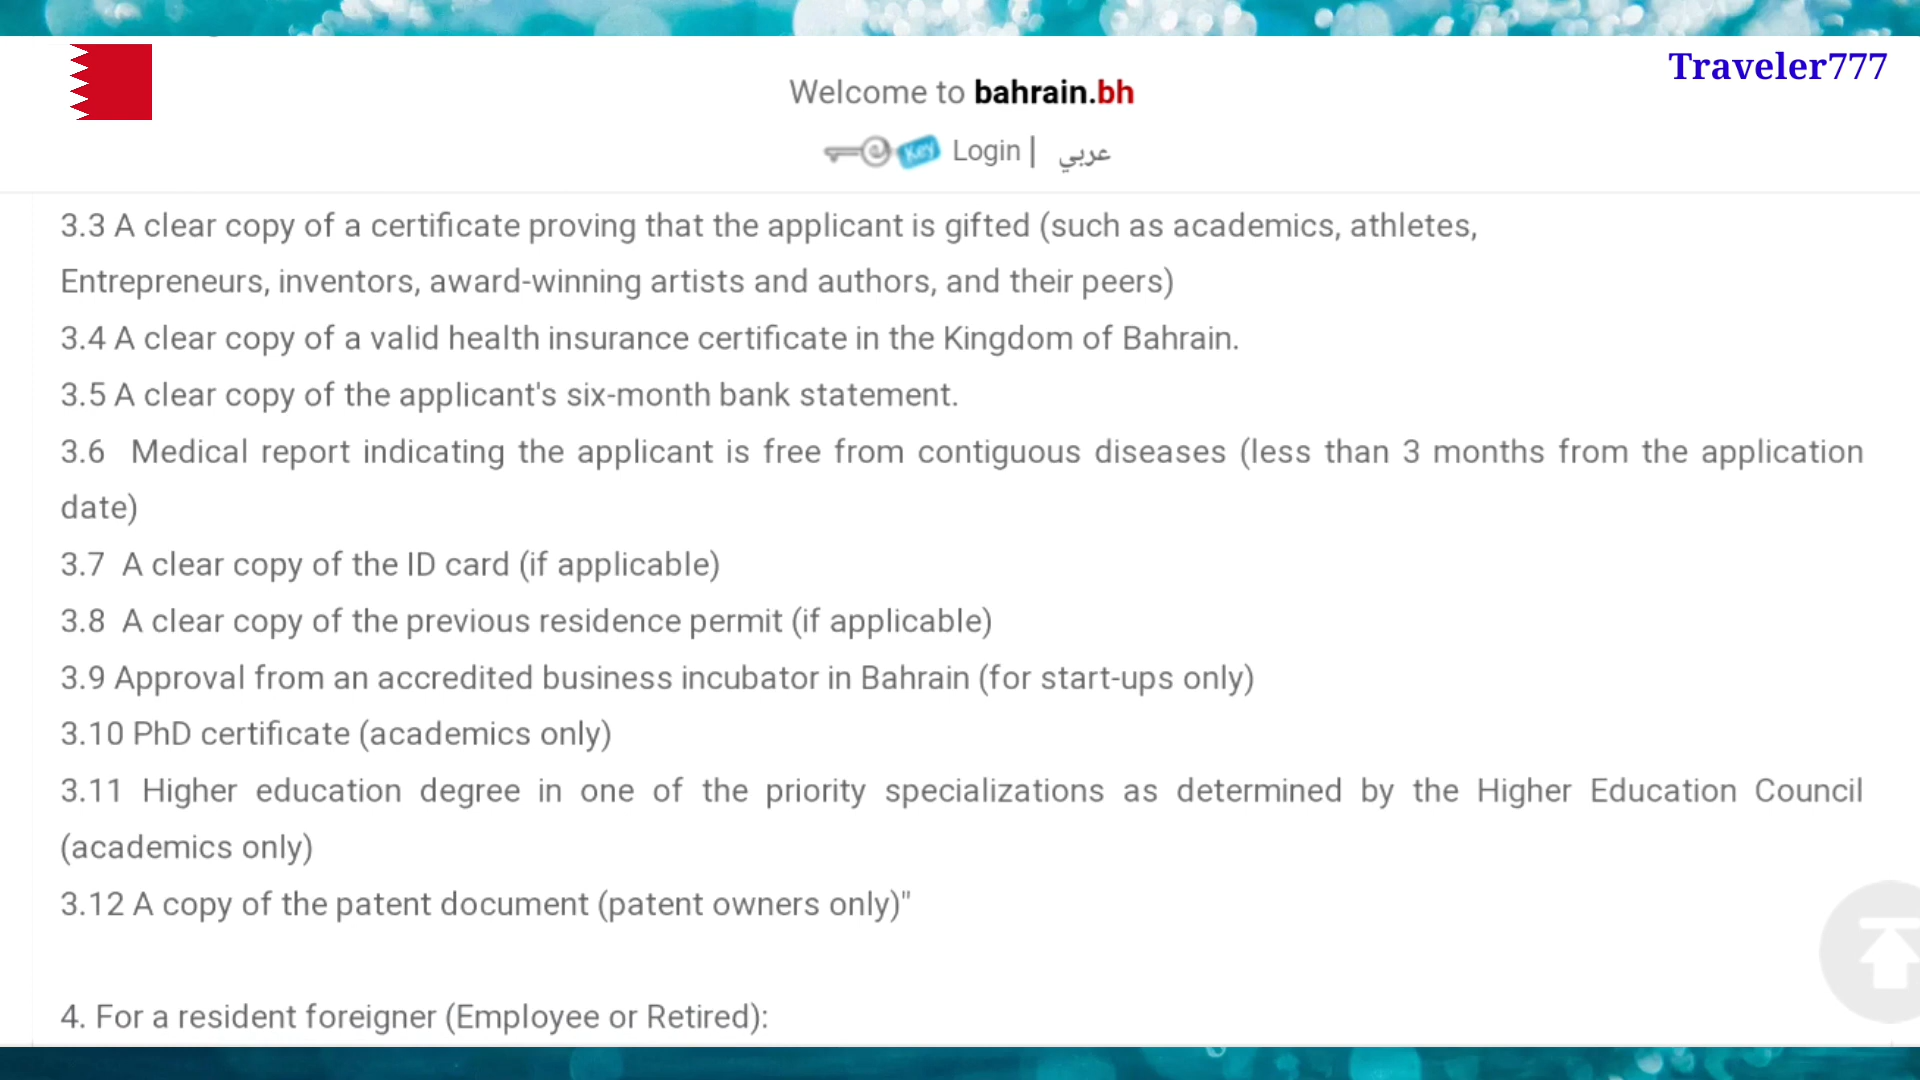 Traveler777
Welcome to bahrain.bh
Key Login | عربي
3.3 A clear copy of a certificate proving that the applicant is gifted (such as academics, athletes,
Entrepreneurs, inventors, award-winning artists and authors, and their peers)
3.4 A clear copy of a valid health insurance certificate in the Kingdom of Bahrain.
3.5 A clear copy of the applicant's six-month bank statement.
3.6 Medical report indicating the applicant is free from contiguous diseases (less than 3 months from the application
date)
3.7 A clear copy of the ID card (if applicable)
3.8 A clear copy of the previous residence permit (if applicable)
3.9 Approval from an accredited business incubator in Bahrain (for start-ups only)
3.10 PhD certificate (academics only)
3.11 Higher education degree in one of the priority specializations as determined by the Higher Education Council
(academics only)
3.12 A copy of the patent document (patent owners only)"
4. For a resident foreigner (Employee or Retired):